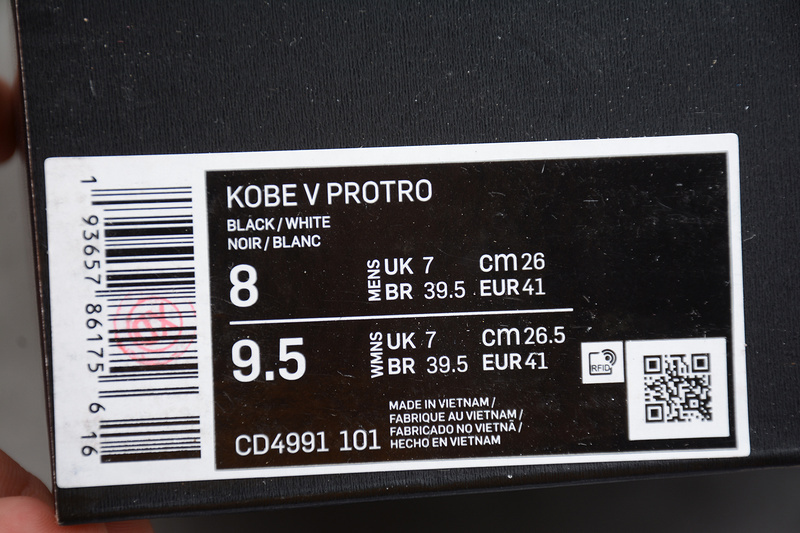 1 93657 86175 6 16
KOBE V PROTRO
BLACK / WHITE
NOIR / BLANC
8 MENS UK 7 cm 26
BR 39.5 EUR 41
9.5 WMNS UK 7 cm 26.5
BR 39.5 EUR 41
RFID
MADE IN VIETNAM /
FABRIQUE AU VIETNAM /
FABRICADO NO VIETNÃ /
HECHO EN VIETNAM
CD4991 101